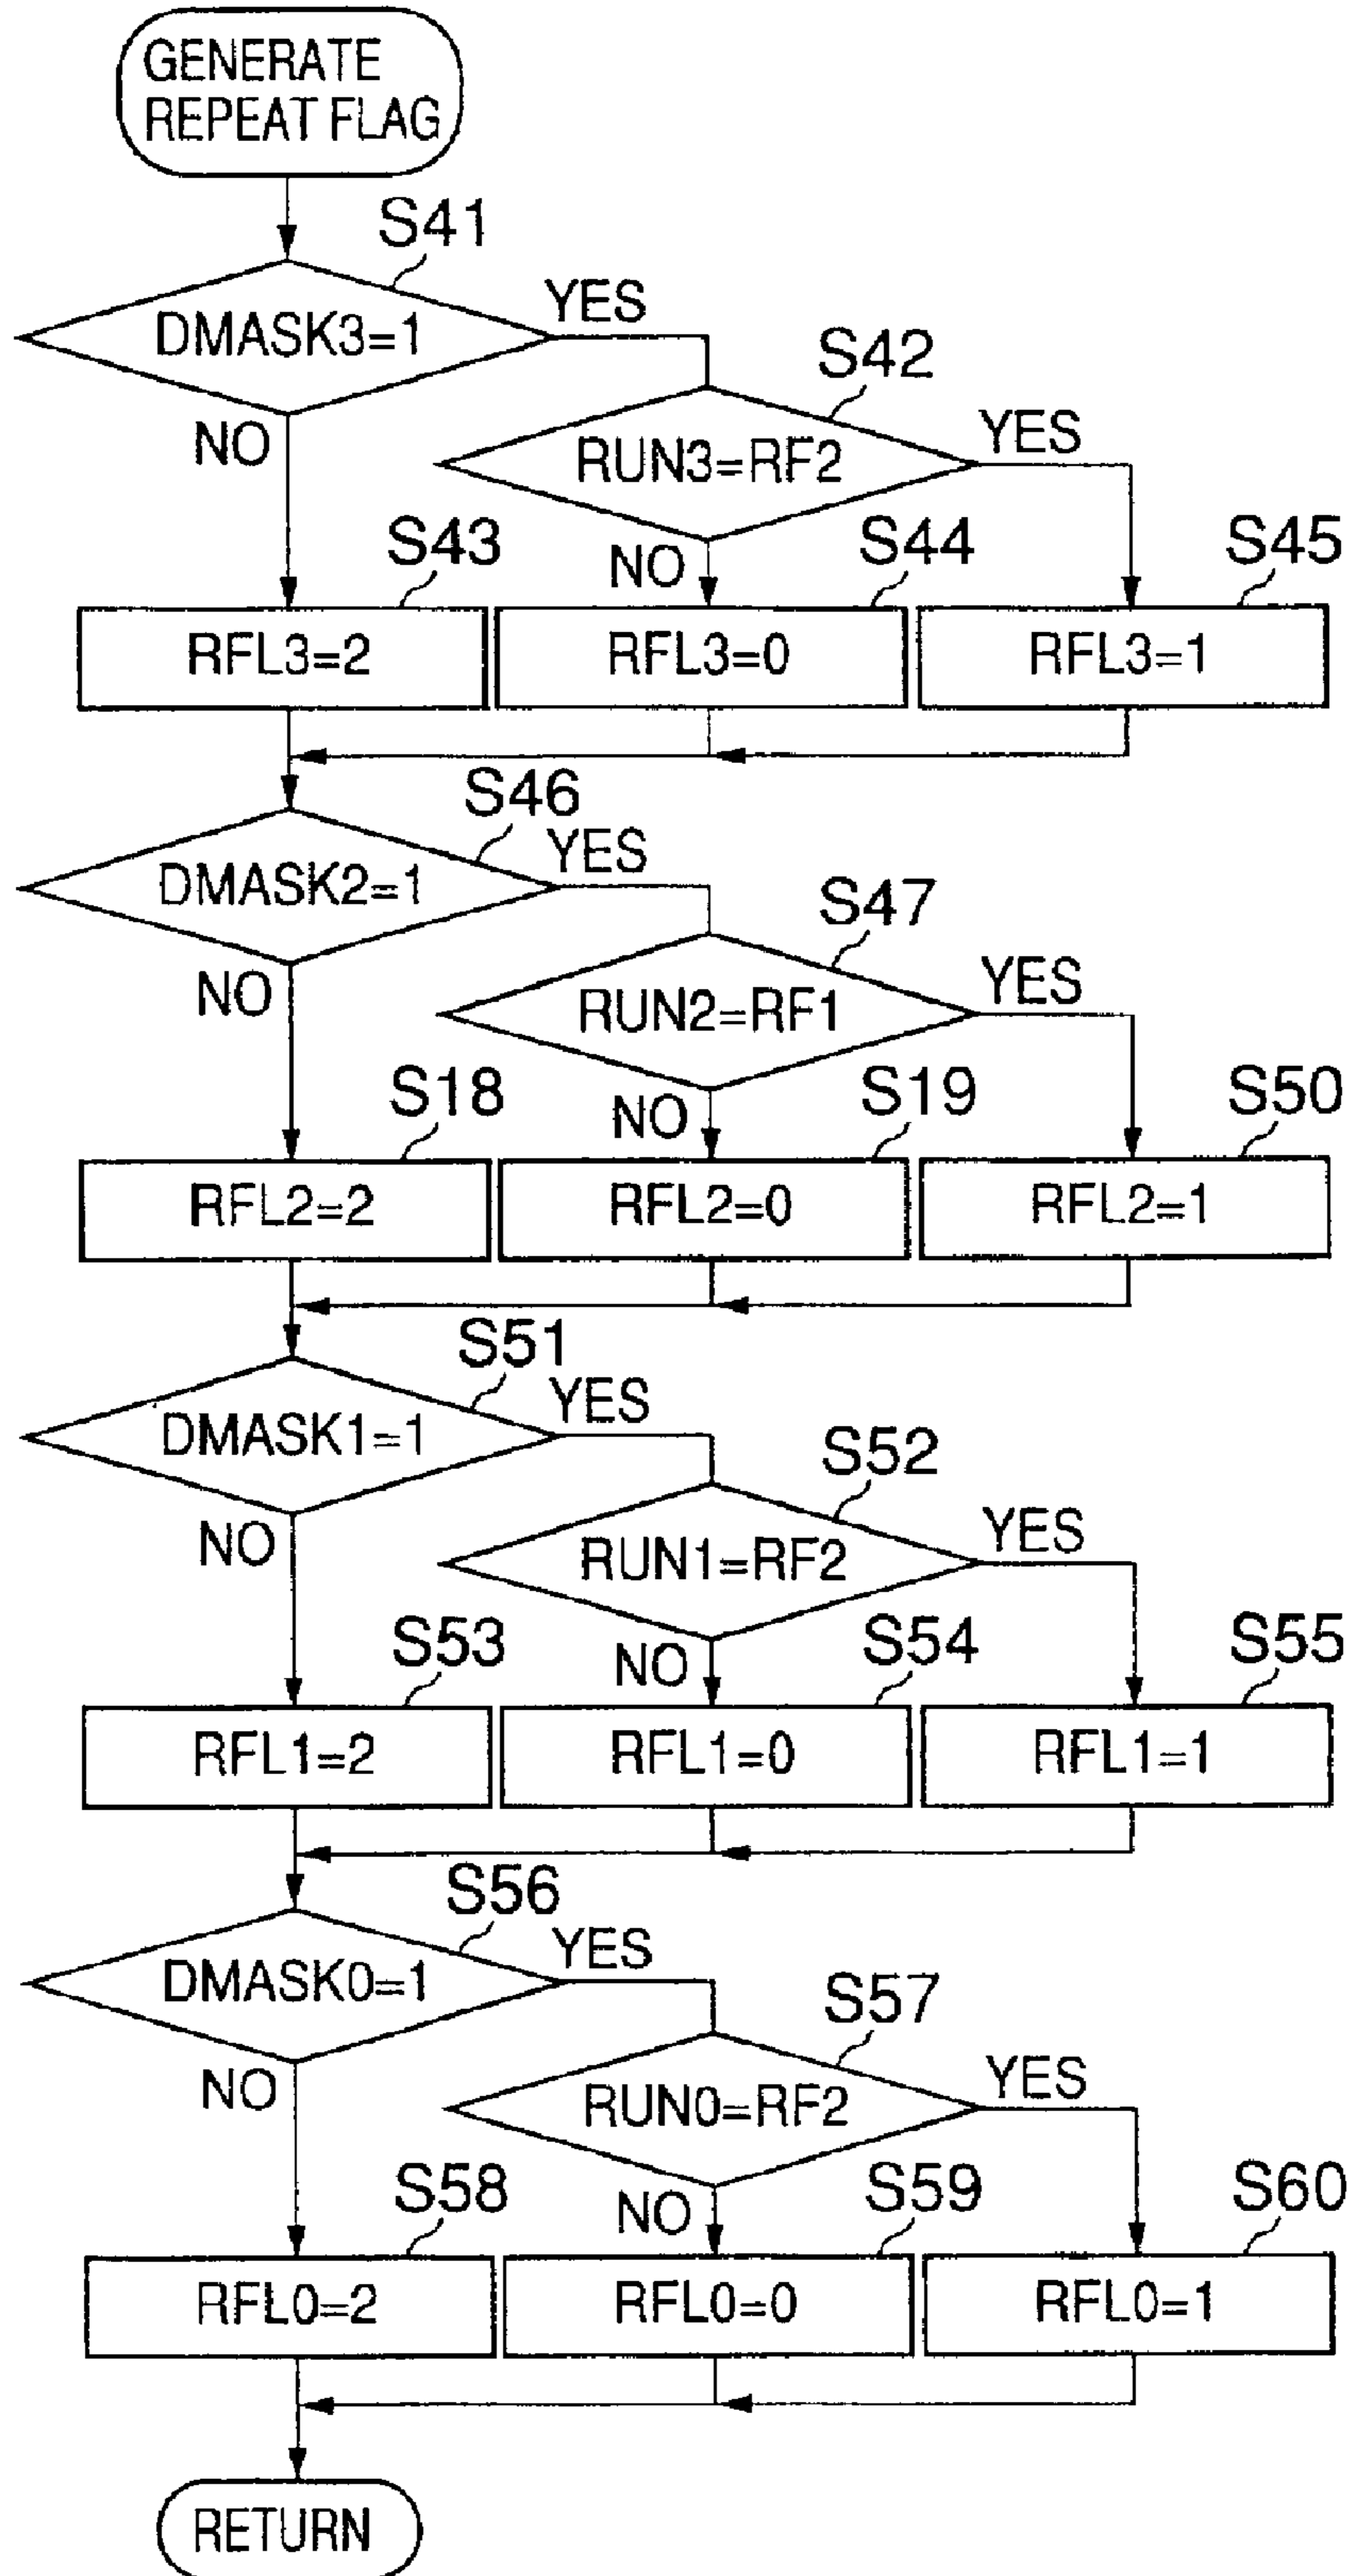 GENERATE
REPEAT FLAG
S41
DMASK3=1
YES
NO
S42
RUN3=RF2
YES
NO
S43
S44
S45
RFL3=2
RFL3=0
RFL3=1
S46
DMASK2=1
YES
NO
S47
RUN2=RF1
YES
NO
S18
S19
S50
RFL2=2
RFL2=0
RFL2=1
S51
DMASK1=1
YES
NO
S52
RUN1=RF2
YES
NO
S53
S54
S55
RFL1=2
RFL1=0
RFL1=1
S56
DMASK0=1
YES
NO
S57
RUN0=RF2
YES
NO
S58
S59
S60
RFL0=2
RFL0=0
RFL0=1
RETURN